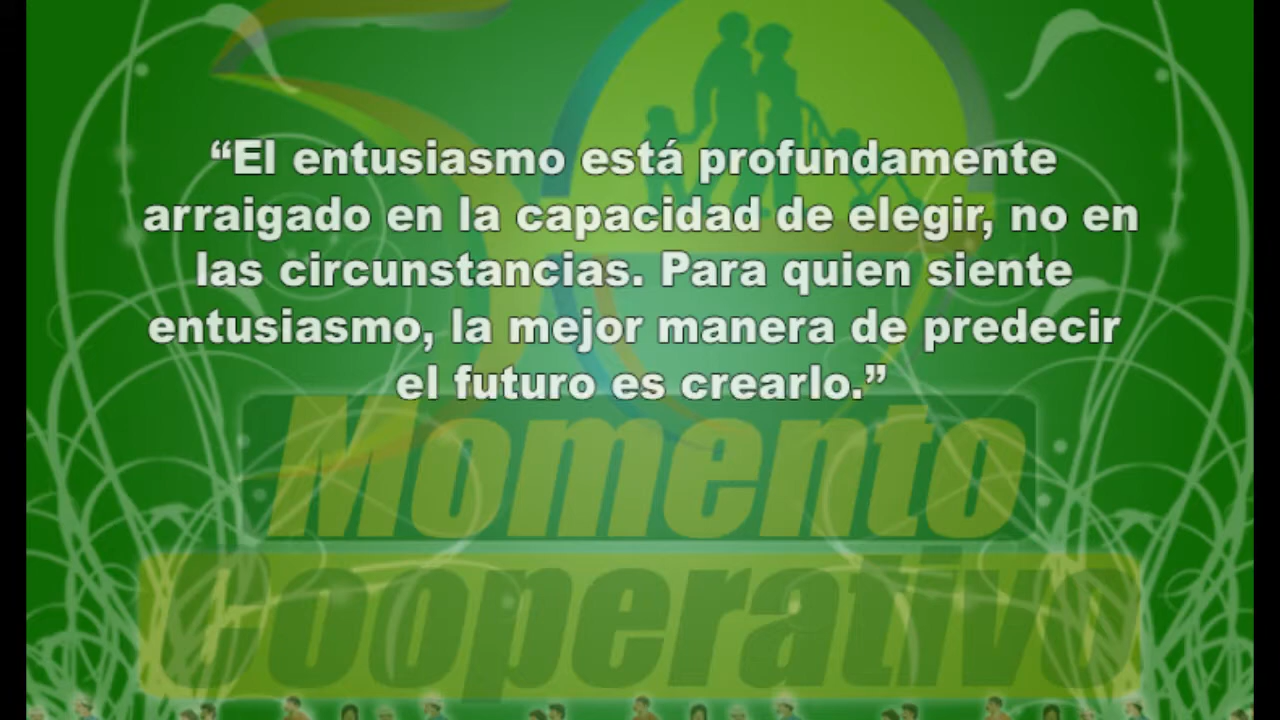 “El entusiasmo está profundamente
arraigado en la capacidad de elegir, no en
las circunstancias. Para quien siente
entusiasmo, la mejor manera de predecir
el futuro es crearlo.”
Momento
Cooperativo